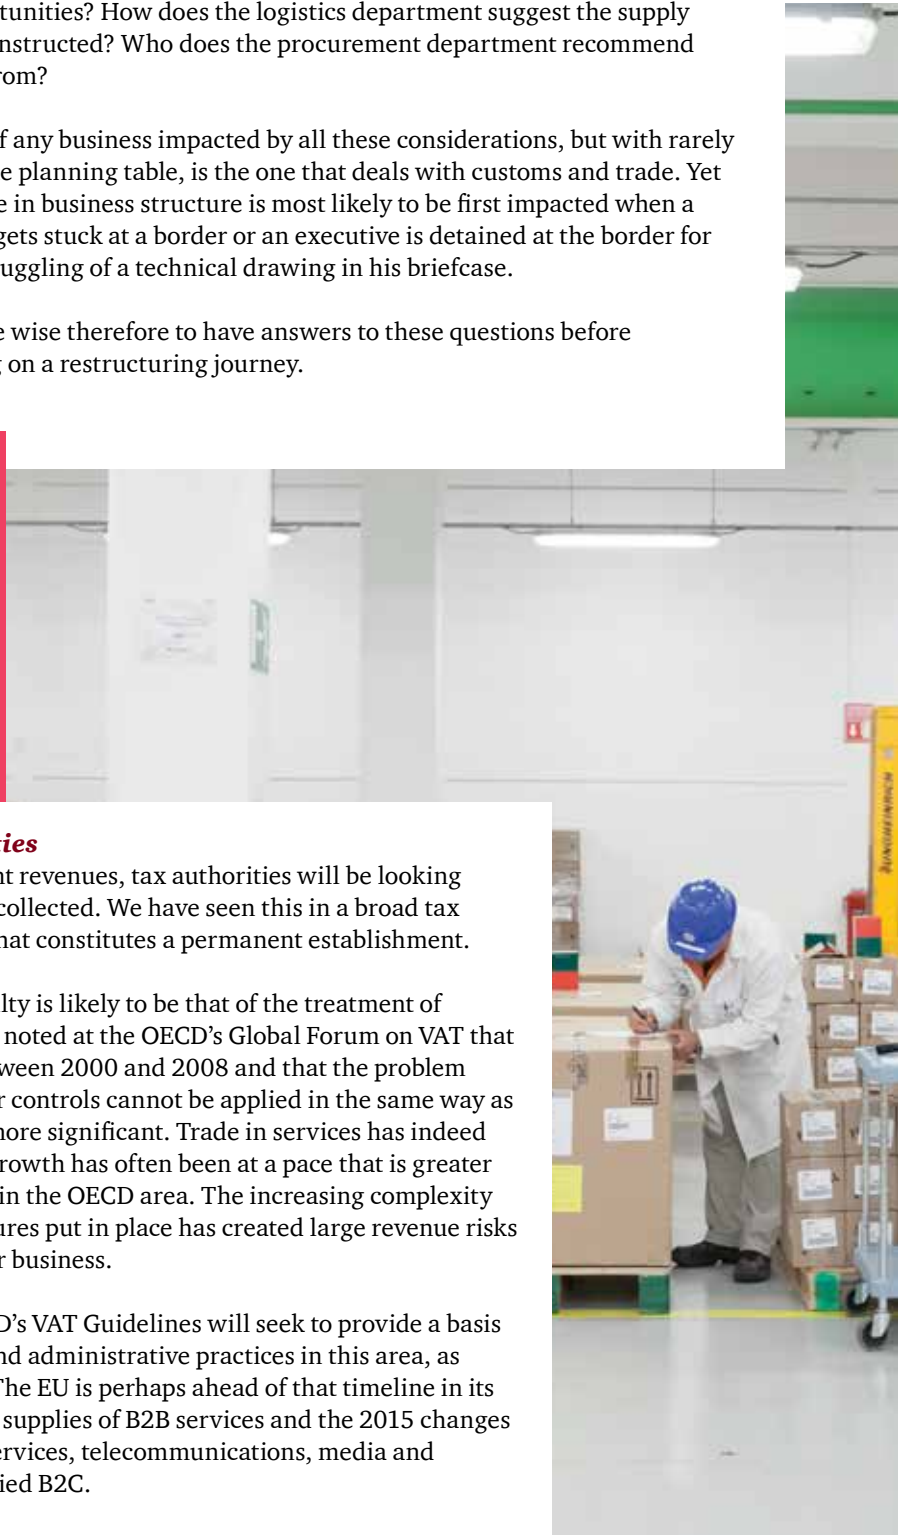 tunities? How does the logistics department suggest the supply
nstructed? Who does the procurement department recommend
rom?
f any business impacted by all these considerations, but with rarely
e planning table, is the one that deals with customs and trade. Yet
e in business structure is most likely to be first impacted when a
gets stuck at a border or an executive is detained at the border for
uggling of a technical drawing in his briefcase.
e wise therefore to have answers to these questions before
g on a restructuring journey.
JUNGHEINRICH
ties
nt revenues, tax authorities will be looking
collected. We have seen this in a broad tax
hat constitutes a permanent establishment.
lty is likely to be that of the treatment of
noted at the OECD's Global Forum on VAT that
ween 2000 and 2008 and that the problem
r controls cannot be applied in the same way as
more significant. Trade in services has indeed
rowth has often been at a pace that is greater
in the OECD area. The increasing complexity
ures put in place has created large revenue risks
r business.
D's VAT Guidelines will seek to provide a basis
nd administrative practices in this area, as
The EU is perhaps ahead of that timeline in its
supplies of B2B services and the 2015 changes
ervices, telecommunications, media and
ied B2C.